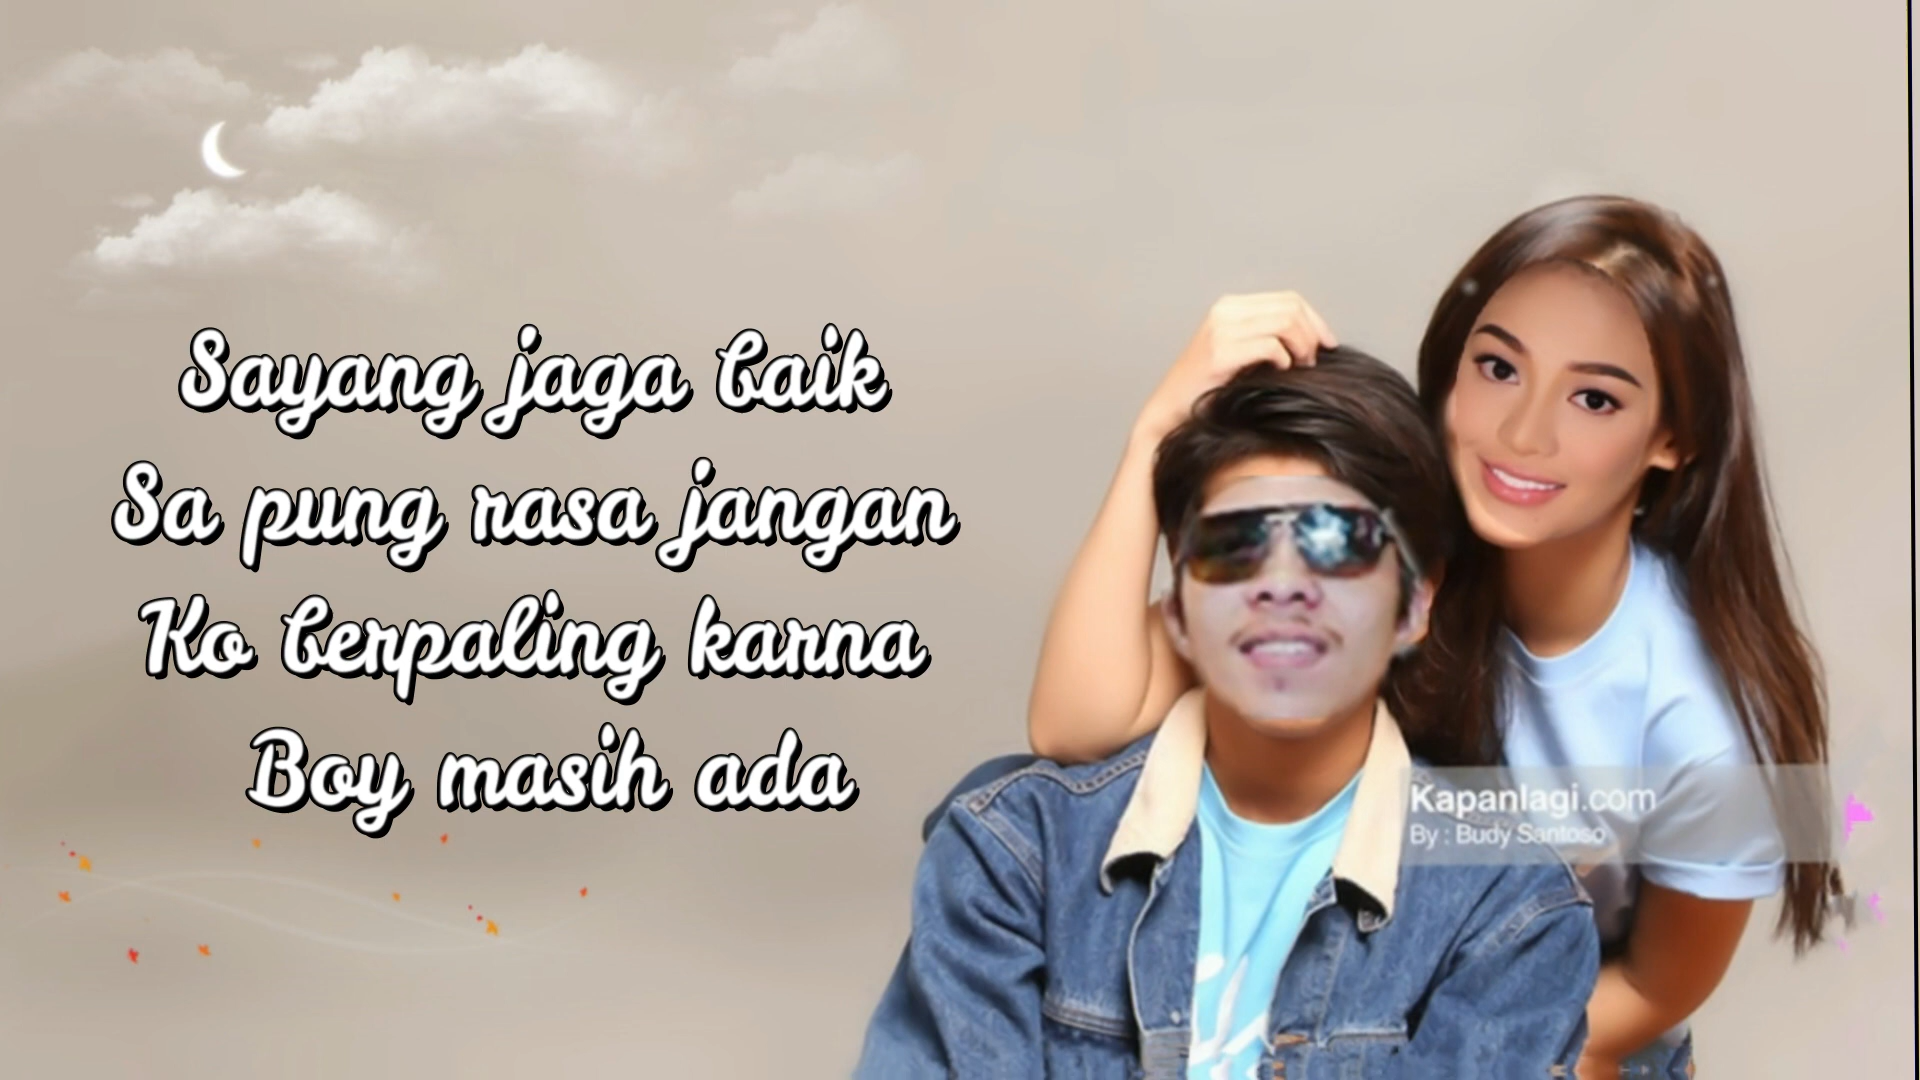 Sayang jaga baik
Sa pung rasa jangan
Ko berpaling karna
Boy masih ada
Kapanlagi.com
By : Budy Santoso